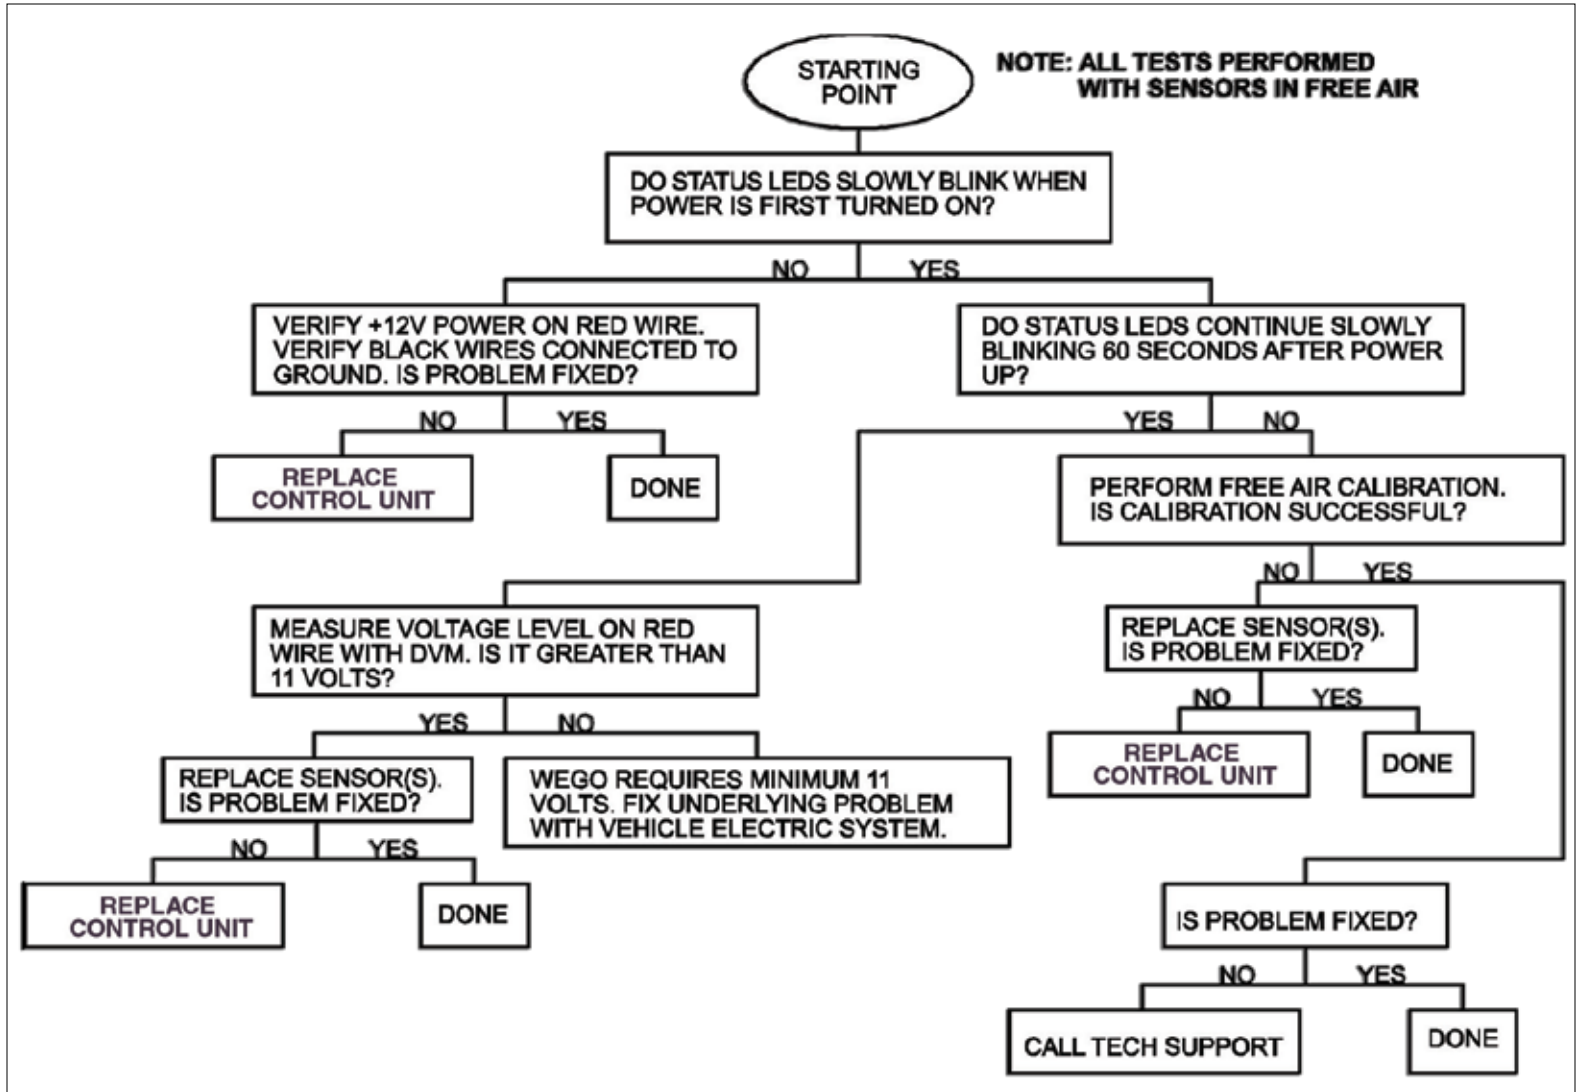 STARTING
POINT
NOTE: ALL TESTS PERFORMED
WITH SENSORS IN FREE AIR
DO STATUS LEDS SLOWLY BLINK WHEN
POWER IS FIRST TURNED ON?
NO
YES
VERIFY +12V POWER ON RED WIRE.
VERIFY BLACK WIRES CONNECTED TO
GROUND. IS PROBLEM FIXED?
DO STATUS LEDS CONTINUE SLOWLY
BLINKING 60 SECONDS AFTER POWER
UP?
NO
YES
YES
NO
REPLACE
CONTROL UNIT
DONE
PERFORM FREE AIR CALIBRATION.
IS CALIBRATION SUCCESSFUL?
NO
YES
MEASURE VOLTAGE LEVEL ON RED
WIRE WITH DVM. IS IT GREATER THAN
11 VOLTS?
REPLACE SENSOR(S).
IS PROBLEM FIXED?
YES
NO
NO
YES
REPLACE SENSOR(S).
IS PROBLEM FIXED?
WEGO REQUIRES MINIMUM 11
VOLTS. FIX UNDERLYING PROBLEM
WITH VEHICLE ELECTRIC SYSTEM.
REPLACE
CONTROL UNIT
DONE
NO
YES
REPLACE
CONTROL UNIT
DONE
IS PROBLEM FIXED?
NO
YES
CALL TECH SUPPORT
DONE